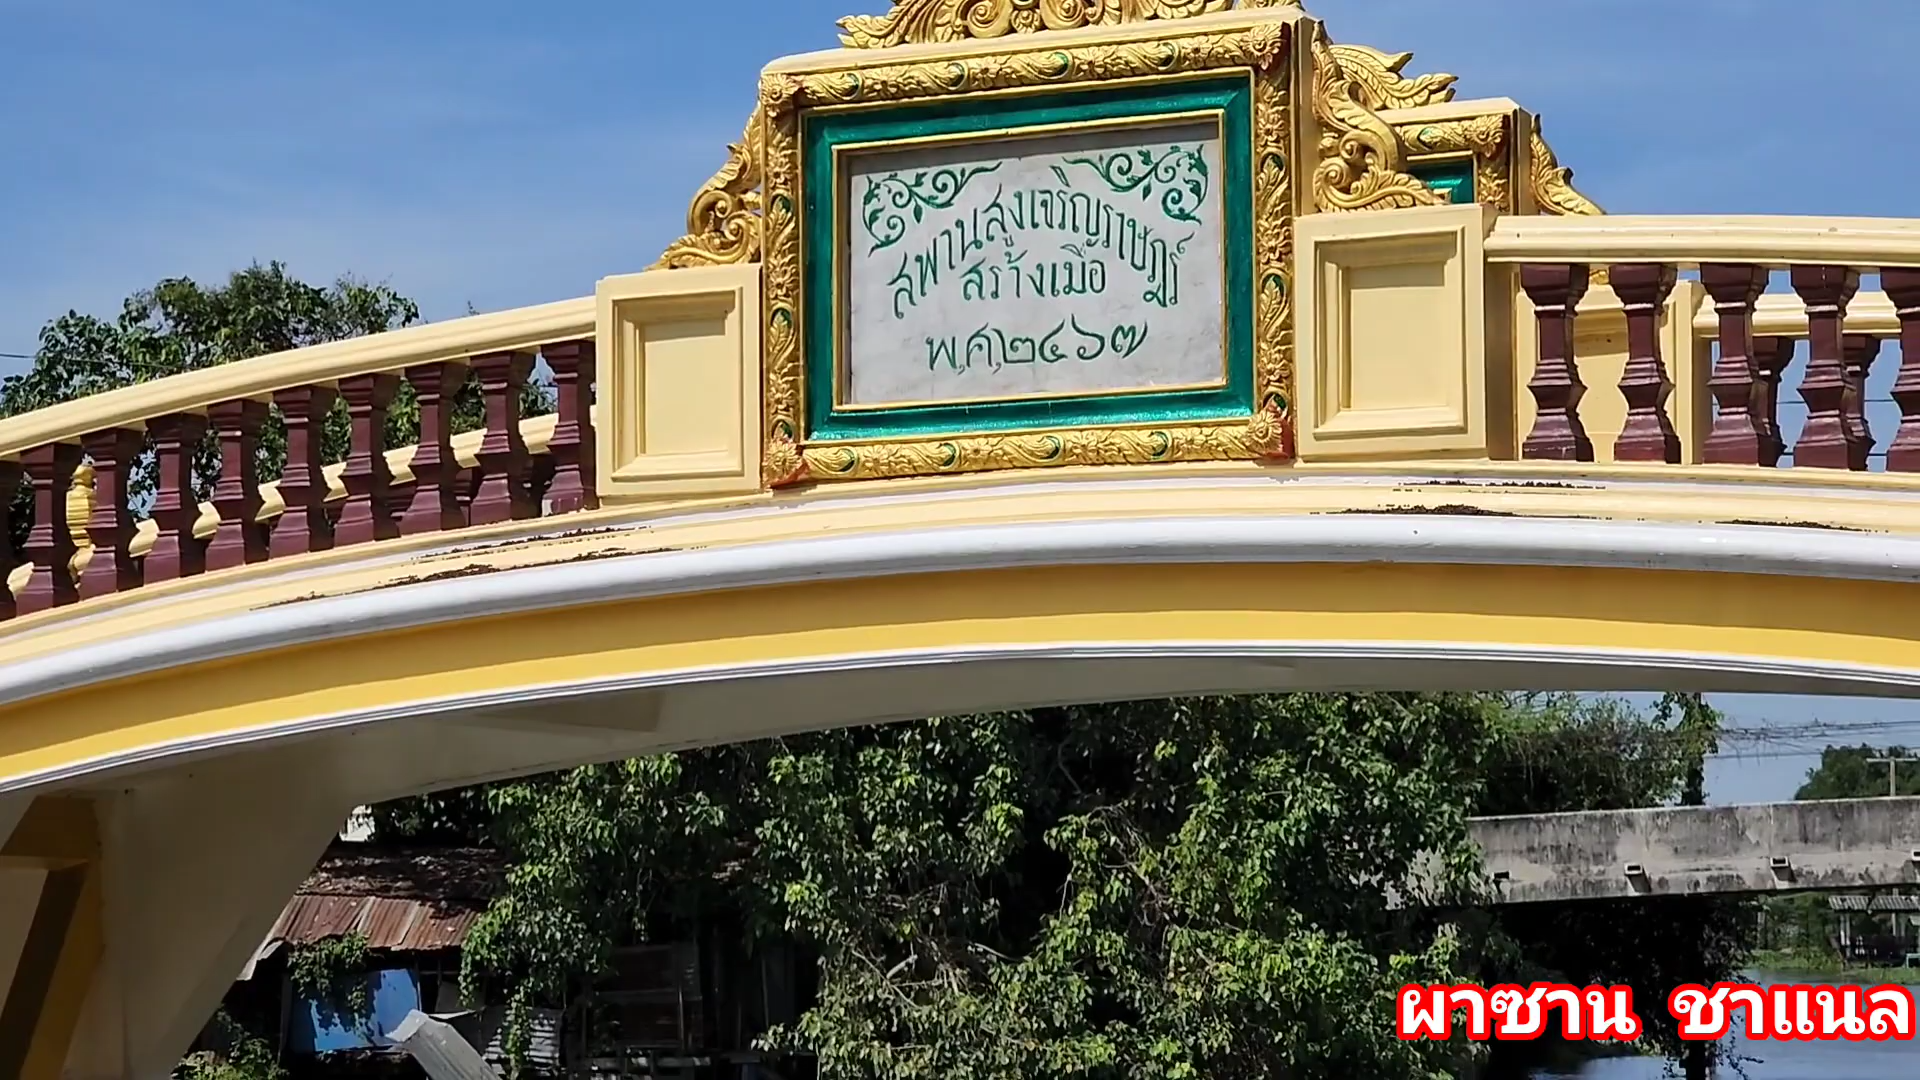 สพานสูงเจริญราษฎร์
สร้างเมื่อ
พ,ศ,๒๔๖๗
ผาซาน ชาแนล